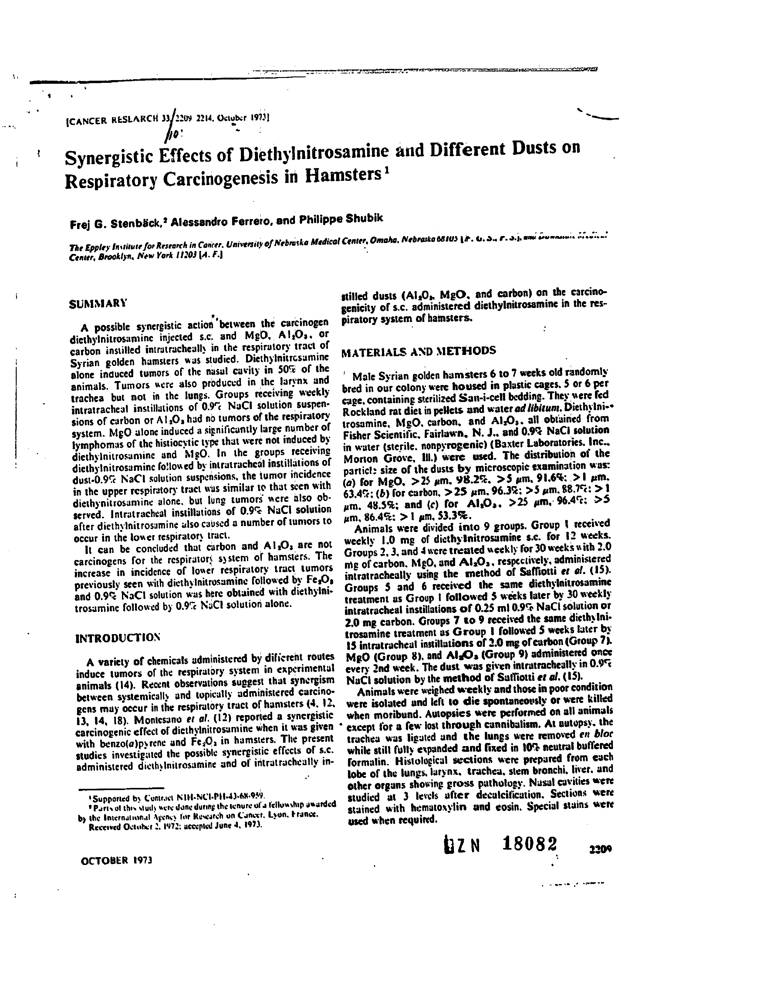 [CANCER RESEARCH 33, 2209 2214, October 1973]
Synergistic Effects of Diethylnitrosamine and Different Dusts on
Respiratory Carcinogenesis in Hamsters¹
Frej G. Stenbäck,² Alessandro Ferrero, and Philippe Shubik
The Eppley Institute for Research in Cancer, University of Nebraska Medical Center, Omaha, Nebraska 68105 [F. G. S., P. S.], and Downstate Medical
Center, Brooklyn, New York 11203 [A. F.]
SUMMARY
A possible synergistic action between the carcinogen
diethylnitrosamine injected s.c. and MgO, Al₂O₃, or
carbon instilled intratracheally in the respiratory tract of
Syrian golden hamsters was studied. Diethylnitrosamine
alone induced tumors of the nasal cavity in 50% of the
animals. Tumors were also produced in the larynx and
trachea but not in the lungs. Groups receiving weekly
intratracheal instillations of 0.9% NaCl solution suspen-
sions of carbon or Al₂O₃ had no tumors of the respiratory
system. MgO alone induced a significantly large number of
lymphomas of the histiocytic type that were not induced by
diethylnitrosamine and MgO. In the groups receiving
diethylnitrosamine followed by intratracheal instillations of
dust-0.9% NaCl solution suspensions, the tumor incidence
in the upper respiratory tract was similar to that seen with
diethynitrosamine alone, but lung tumors were also ob-
served. Intratracheal instillations of 0.9% NaCl solution
after diethylnitrosamine also caused a number of tumors to
occur in the lower respiratory tract.
It can be concluded that carbon and Al₂O₃ are not
carcinogens for the respiratory system of hamsters. The
increase in incidence of lower respiratory tract tumors
previously seen with diethylnitrosamine followed by Fe₂O₃
and 0.9% NaCl solution was here obtained with diethylni-
trosamine followed by 0.9% NaCl solution alone.
INTRODUCTION
A variety of chemicals administered by different routes
induce tumors of the respiratory system in experimental
animals (14). Recent observations suggest that synergism
between systemically and topically administered carcino-
gens may occur in the respiratory tract of hamsters (4, 12,
13, 14, 18). Montesano et al. (12) reported a synergistic
carcinogenic effect of diethylnitrosamine when it was given
with benzo(a)pyrene and Fe₂O₃ in hamsters. The present
studies investigated the possible synergistic effects of s.c.
administered diethylnitrosamine and of intratracheally in-
¹ Supported by Contract NIH-NCI-PH-43-68-959.
² Parts of this study were done during the tenure of a fellowship awarded
by the International Agency for Research on Cancer, Lyon, France.
Received October 2, 1972; accepted June 4, 1973.
OCTOBER 1973
stilled dusts (Al₂O₃, MgO, and carbon) on the carcino-
genicity of s.c. administered diethylnitrosamine in the res-
piratory system of hamsters.
MATERIALS AND METHODS
Male Syrian golden hamsters 6 to 7 weeks old randomly
bred in our colony were housed in plastic cages, 5 or 6 per
cage, containing sterilized San-i-cell bedding. They were fed
Rockland rat diet in pellets and water ad libitum. Diethylni-
trosamine, MgO, carbon, and Al₂O₃, all obtained from
Fisher Scientific, Fairlawn, N. J., and 0.9% NaCl solution
in water (sterile, nonpyrogenic) (Baxter Laboratories, Inc.,
Morton Grove, Ill.) were used. The distribution of the
particle size of the dusts by microscopic examination was:
(a) for MgO, >25 μm, 98.2%, >5 μm, 91.6%; >1 μm,
63.4%; (b) for carbon, >25 μm, 96.3%; >5 μm, 88.7%; >1
μm, 48.5%; and (c) for Al₂O₃, >25 μm, 96.4%; >5
μm, 86.4%; >1 μm, 53.3%.
Animals were divided into 9 groups. Group 1 received
weekly 1.0 mg of diethylnitrosamine s.c. for 12 weeks.
Groups 2, 3, and 4 were treated weekly for 30 weeks with 2.0
mg of carbon, MgO, and Al₂O₃, respectively, administered
intratracheally using the method of Saffiotti et al. (15).
Groups 5 and 6 received the same diethylnitrosamine
treatment as Group 1 followed 5 weeks later by 30 weekly
intratracheal instillations of 0.25 ml 0.9% NaCl solution or
2.0 mg carbon. Groups 7 to 9 received the same diethylni-
trosamine treatment as Group 1 followed 5 weeks later by
15 intratracheal instillations of 2.0 mg of carbon (Group 7),
MgO (Group 8), and Al₂O₃ (Group 9) administered once
every 2nd week. The dust was given intratracheally in 0.9%
NaCl solution by the method of Saffiotti et al. (15).
Animals were weighed weekly and those in poor condition
were isolated and left to die spontaneously or were killed
when moribund. Autopsies were performed on all animals
except for a few lost through cannibalism. At autopsy, the
trachea was ligated and the lungs were removed en bloc
while still fully expanded and fixed in 10% neutral buffered
formalin. Histological sections were prepared from each
lobe of the lungs, larynx, trachea, stem bronchi, liver, and
other organs showing gross pathology. Nasal cavities were
studied at 3 levels after decalcification. Sections were
stained with hematoxylin and eosin. Special stains were
used when required.
UZN 18082
2209